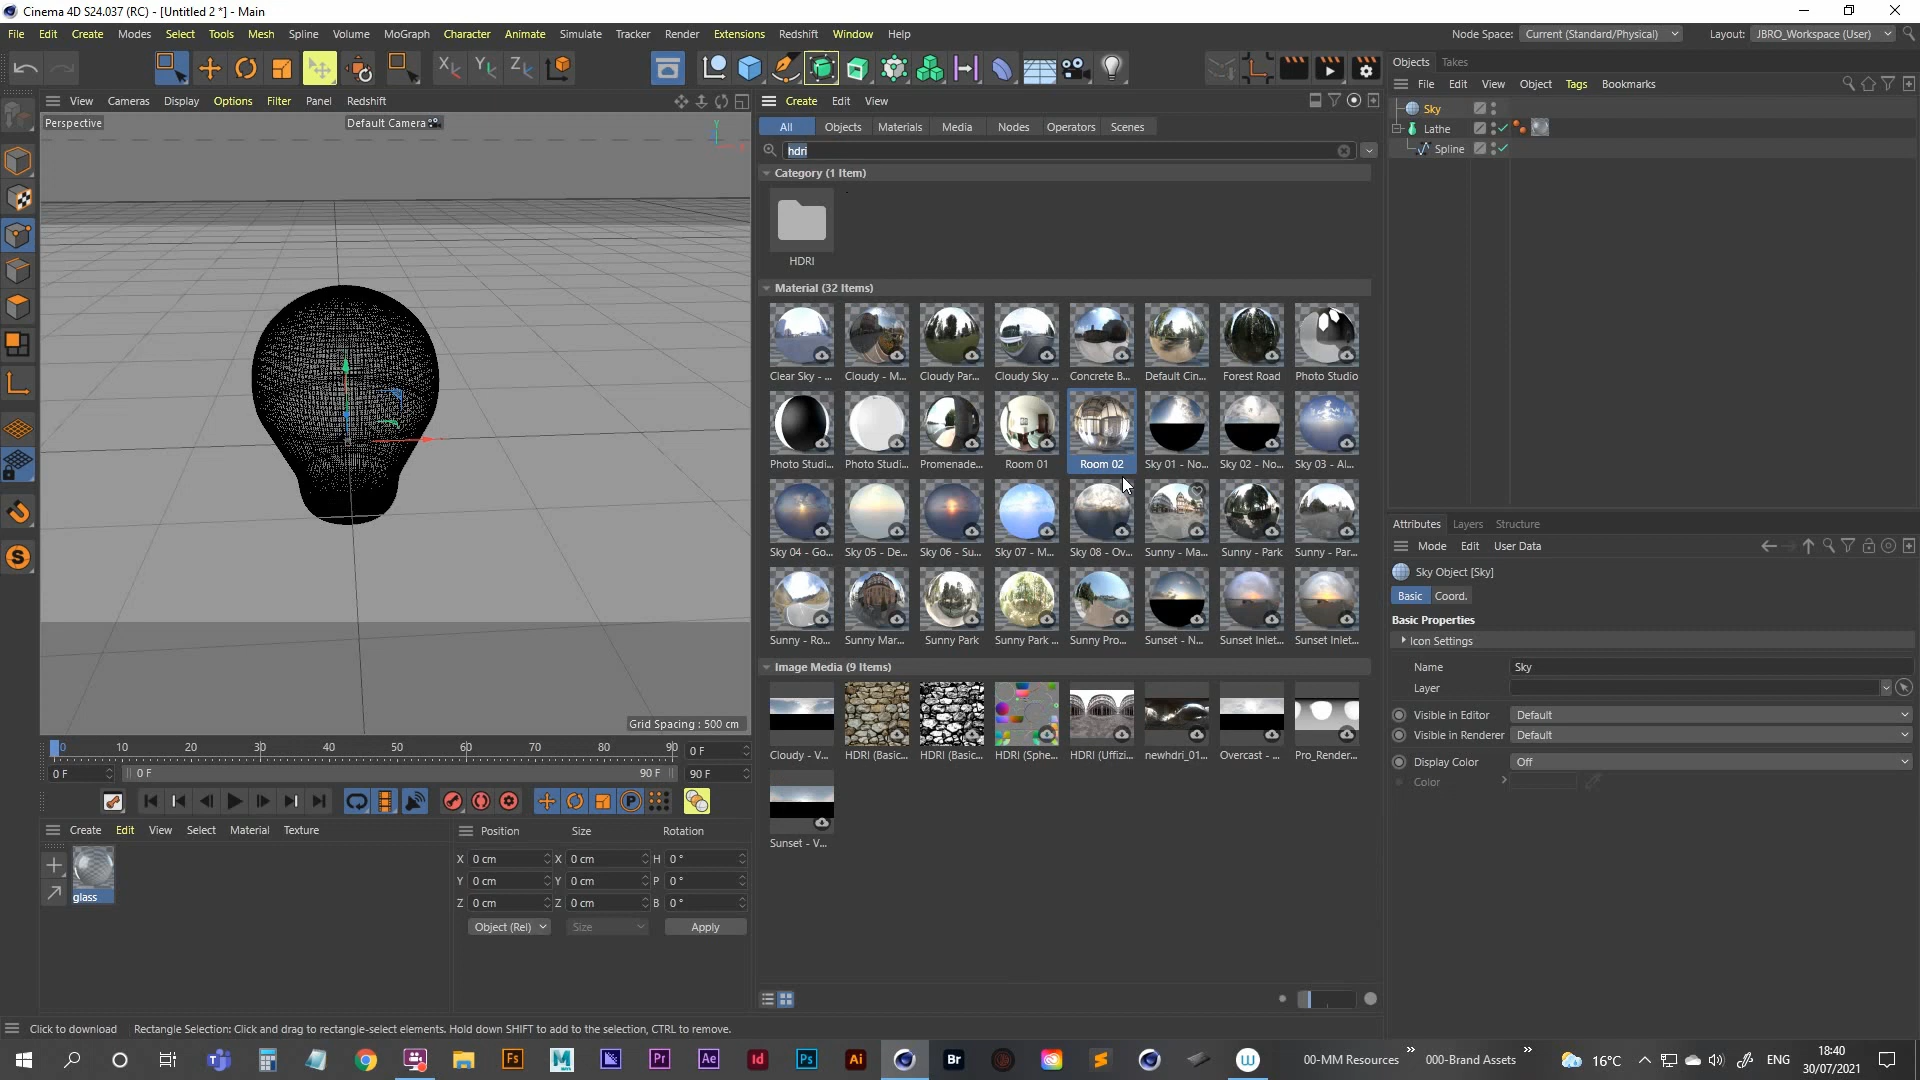 Cinema 4D S24.037 (RC) - [Untitled 2 *] - Main
File Edit Create Modes Select Tools Mesh Spline Volume MoGraph Character Animate Simulate Tracker Render Extensions Redshift Window Help
Node Space: Current (Standard/Physical) Layout: JBRO_Workspace (User)
Objects Takes
File Edit View Object Tags Bookmarks
Sky
Lathe
Spline
View Cameras Display Options Filter Panel Redshift
Perspective Default Camera
Grid Spacing : 500 cm
Create Edit View
All Objects Materials Media Nodes Operators Scenes
hdri
Category (1 Item)
HDRI
Material (32 Items)
Clear Sky - ... Cloudy - M... Cloudy Par... Cloudy Sky ... Concrete B... Default Cin... Forest Road Photo Studio
Photo Studi... Photo Studi... Promenade... Room 01 Room 02 Sky 01 - No... Sky 02 - No... Sky 03 - Al...
Sky 04 - Go... Sky 05 - De... Sky 06 - Su... Sky 07 - M... Sky 08 - Ov... Sunny - Ma... Sunny - Park Sunny - Par...
Sunny - Ro... Sunny Mar... Sunny Park Sunny Park ... Sunny Pro... Sunset - N... Sunset Inlet... Sunset Inlet...
Image Media (9 Items)
Cloudy - V... HDRI (Basic... HDRI (Basic... HDRI (Sphe... HDRI (Uffizi... newhdri_01... Overcast - ... Pro_Render...
Sunset - V...
Attributes Layers Structure
Mode Edit User Data
Sky Object [Sky]
Basic Coord.
Basic Properties
Icon Settings
Name Sky
Layer
Visible in Editor Default
Visible in Renderer Default
Display Color Off
Color
0 10 20 30 40 50 60 70 80 90 0 F
0 F 0 F 90 F 90 F
Create Edit View Select Material Texture
glass
Position Size Rotation
X 0 cm X 0 cm H 0 °
Y 0 cm Y 0 cm P 0 °
Z 0 cm Z 0 cm B 0 °
Object (Rel) Size Apply
Click to download Rectangle Selection: Click and drag to rectangle-select elements. Hold down SHIFT to add to the selection, CTRL to remove.
00-MM Resources 000-Brand Assets 16°C ENG 18:40
30/07/2021